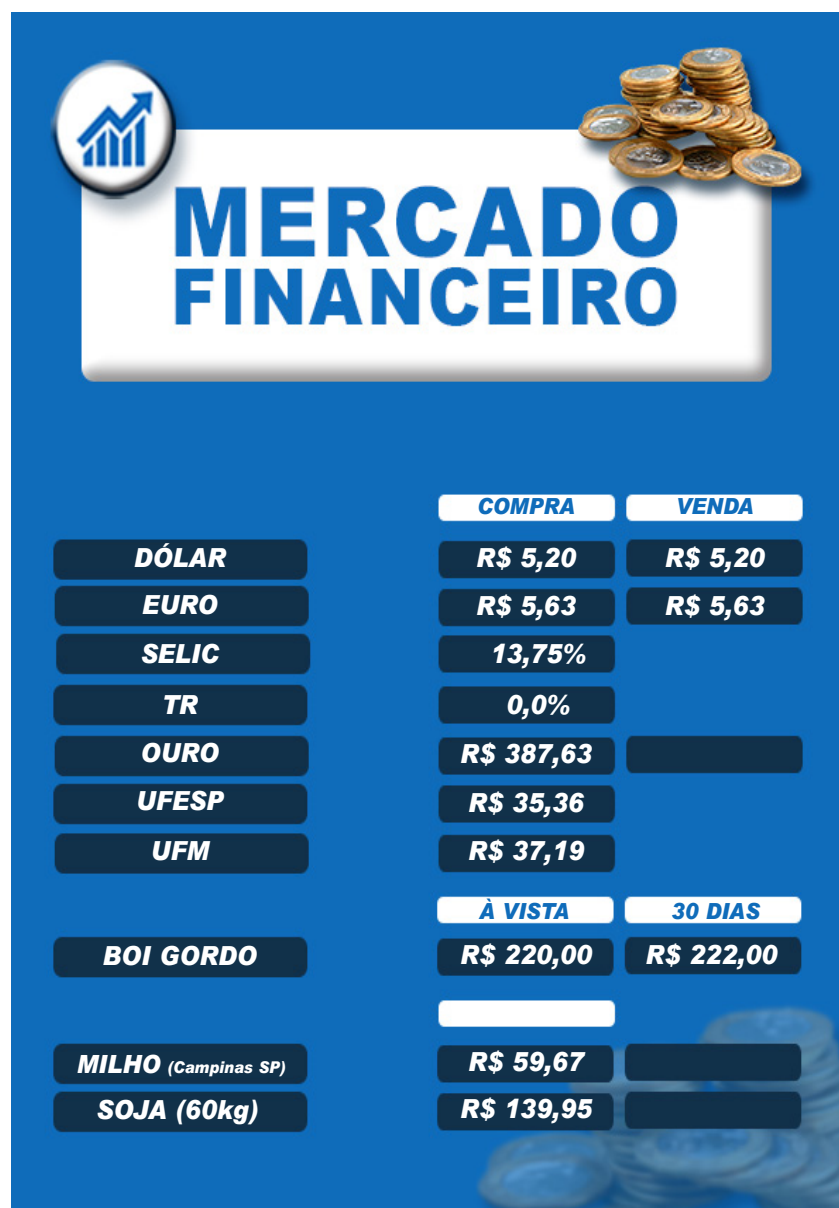 MERCADO
FINANCEIRO
COMPRA VENDA
DÓLAR R$ 5,20 R$ 5,20
EURO R$ 5,63 R$ 5,63
SELIC 13,75%
TR 0,0%
OURO R$ 387,63
UFESP R$ 35,36
UFM R$ 37,19
À VISTA 30 DIAS
BOI GORDO R$ 220,00 R$ 222,00
MILHO (Campinas SP) R$ 59,67
SOJA (60kg) R$ 139,95